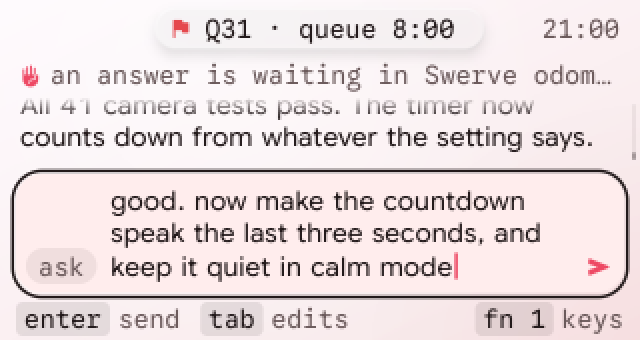 Q31 · queue 8:00
21:00
an answer is waiting in Swerve odom…
All 41 camera tests pass. The timer now
counts down from whatever the setting says.
good. now make the countdown
speak the last three seconds, and
ask keep it quiet in calm mode
enter send tab edits fn 1 keys